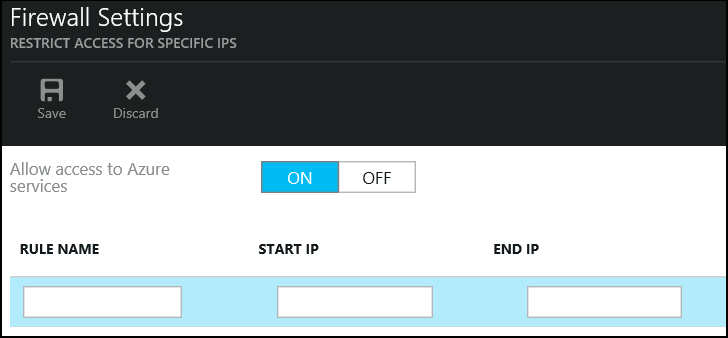 Firewall Settings
RESTRICT ACCESS FOR SPECIFIC IPS
Save Discard
Allow access to Azure
services
ON OFF
RULE NAME START IP END IP